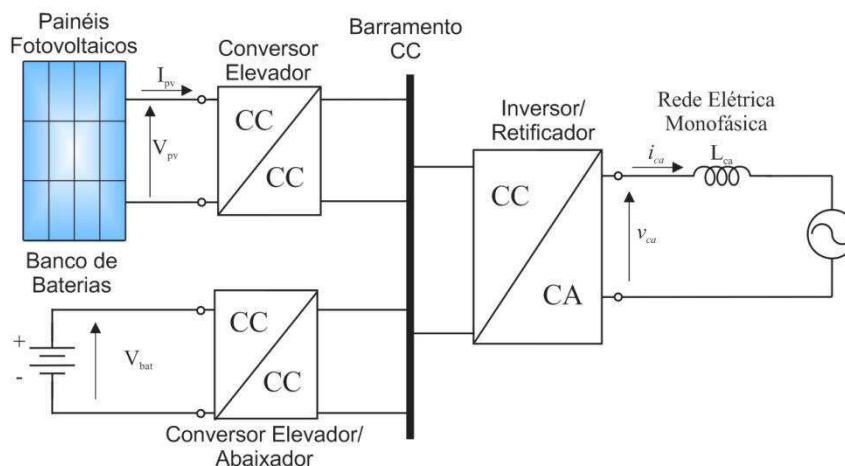 Painéis
Fotovoltaicos
I_pv
V_pv
Conversor
Elevador
CC
CC
Barramento
CC
Inversor/
Retificador
CC
CA
Rede Elétrica
Monofásica
i_ca
L_ca
v_ca
Banco de
Baterias
+
-
V_bat
CC
CC
Conversor Elevador/
Abaixador